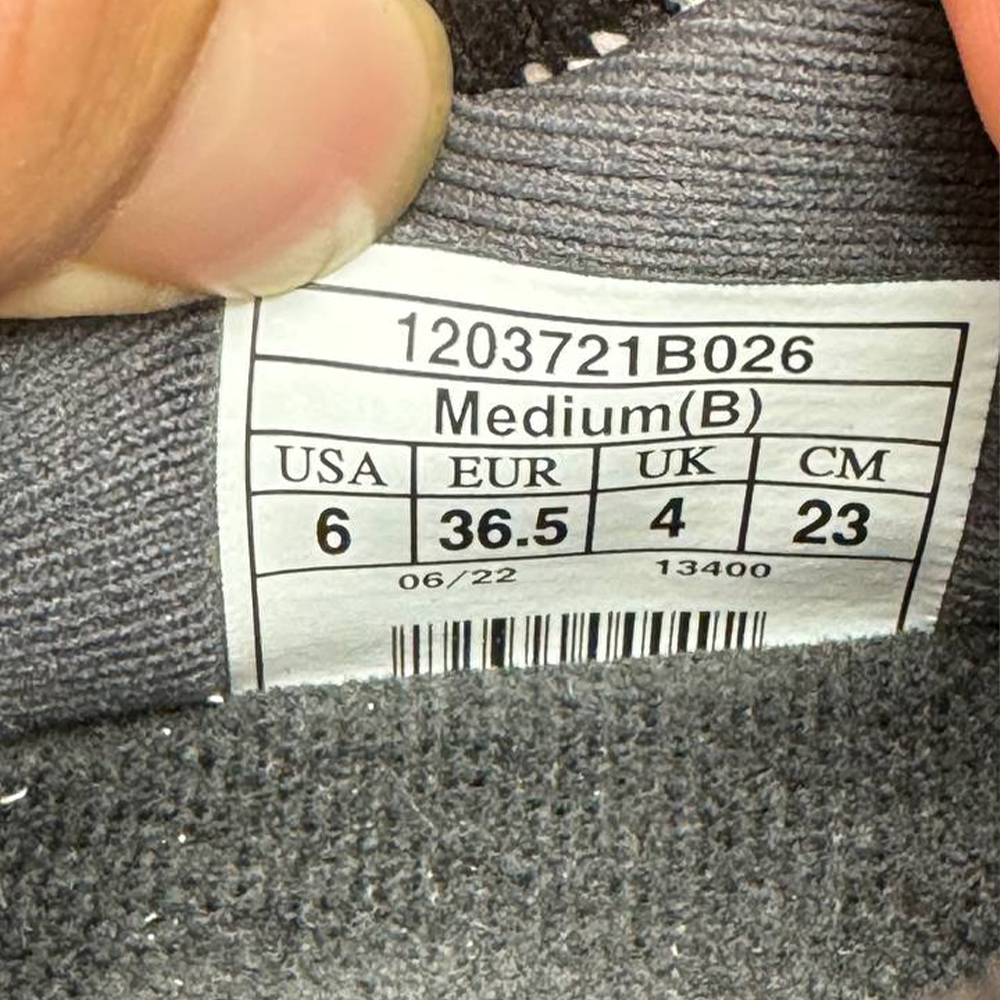 1203721B026
Medium(B)
USA EUR UK CM
6 36.5 4 23
06/22 13400